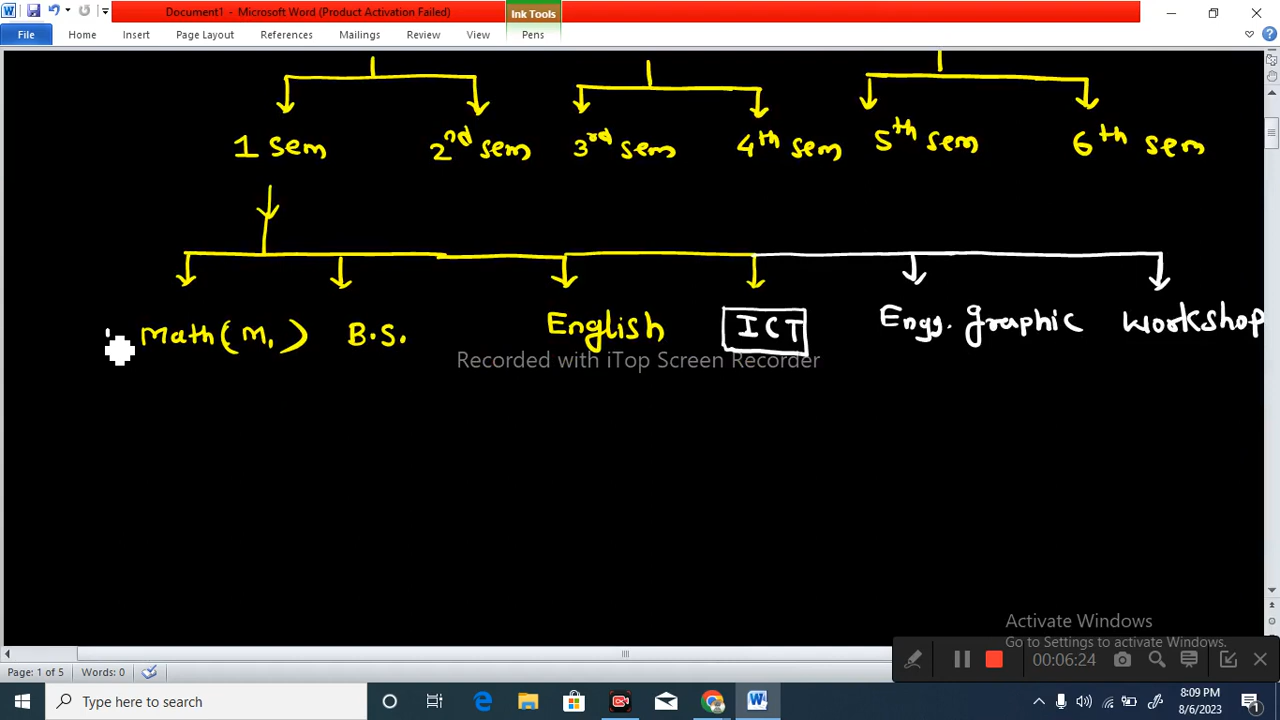 Document1 - Microsoft Word (Product Activation Failed)
Ink Tools
File Home Insert Page Layout References Mailings Review View Pens
1 sem 2nd sem 3rd sem 4th sem 5th sem 6th sem
Math (M1) B.S. English ICT Engg. graphic Workshop
Recorded with iTop Screen Recorder
Activate Windows
Go to Settings to activate Windows.
00:06:24
Page: 1 of 5 Words: 0
Type here to search
8:09 PM
8/6/2023